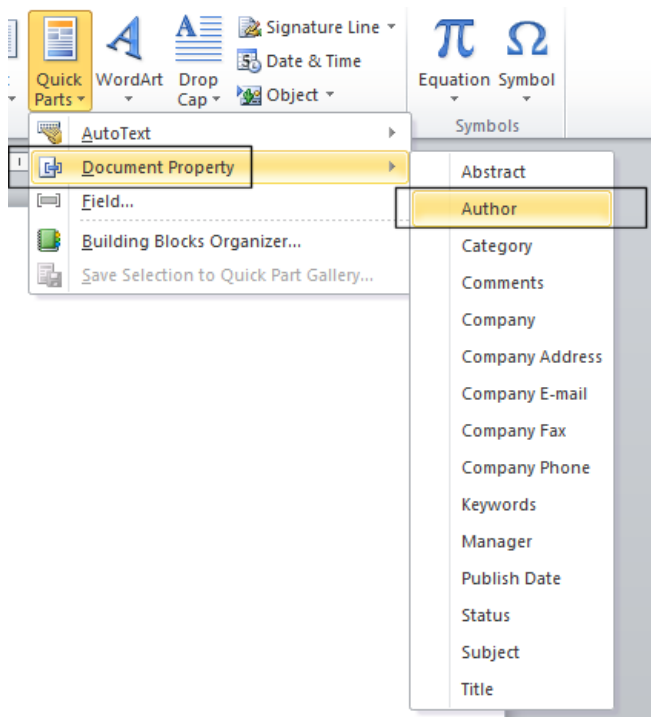 Quick
Parts
WordArt
Drop
Cap
Signature Line
Date & Time
Object
Equation
Symbol
Symbols
AutoText
Document Property
Field...
Building Blocks Organizer...
Save Selection to Quick Part Gallery...
Abstract
Author
Category
Comments
Company
Company Address
Company E-mail
Company Fax
Company Phone
Keywords
Manager
Publish Date
Status
Subject
Title